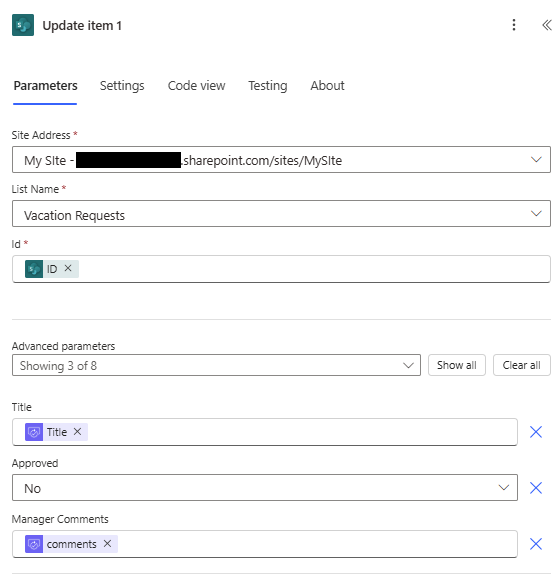 Update item 1
Parameters Settings Code view Testing About
Site Address *
My SIte - .sharepoint.com/sites/MySIte
List Name *
Vacation Requests
Id *
ID
Advanced parameters
Showing 3 of 8 Show all Clear all
Title
Title
Approved
No
Manager Comments
comments